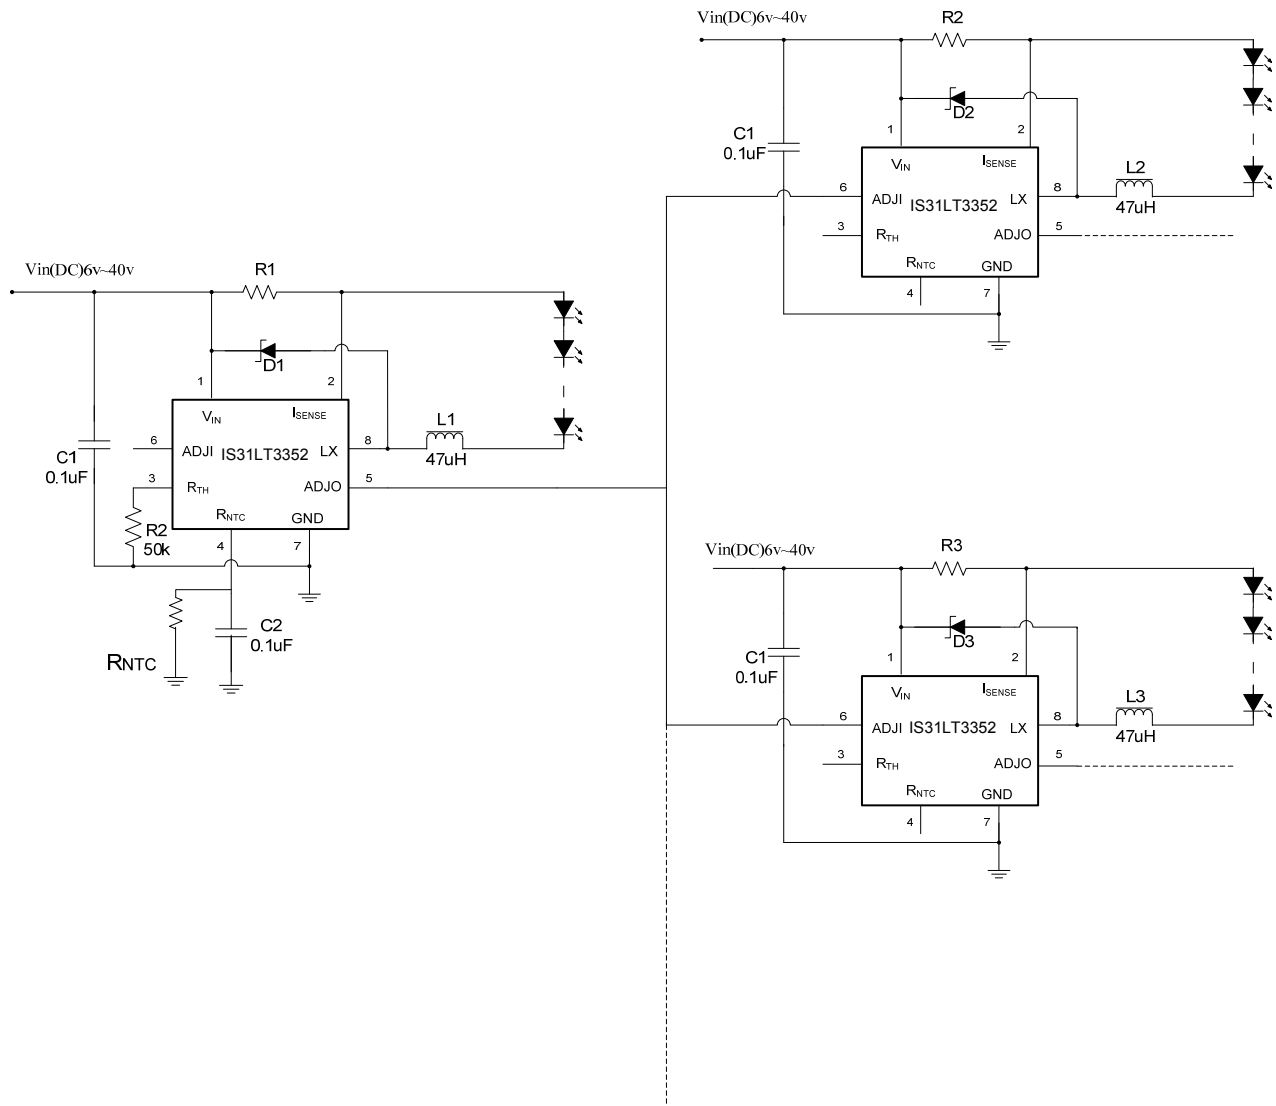 Vin(DC)6v~40v
R1
D1
1
2
VIN
ISENSE
C1
0.1uF
6
ADJI
IS31LT3352
LX
8
L1
47uH
3
RTH
ADJO
5
R2
50k
RNTC
GND
4
7
C2
0.1uF
RNTC
Vin(DC)6v~40v
R2
D2
1
2
C1
0.1uF
VIN
ISENSE
6
ADJI
IS31LT3352
LX
8
L2
47uH
3
RTH
ADJO
5
RNTC
GND
4
7
Vin(DC)6v~40v
R3
D3
1
2
C1
0.1uF
VIN
ISENSE
6
ADJI
IS31LT3352
LX
8
L3
47uH
3
RTH
ADJO
5
RNTC
GND
4
7